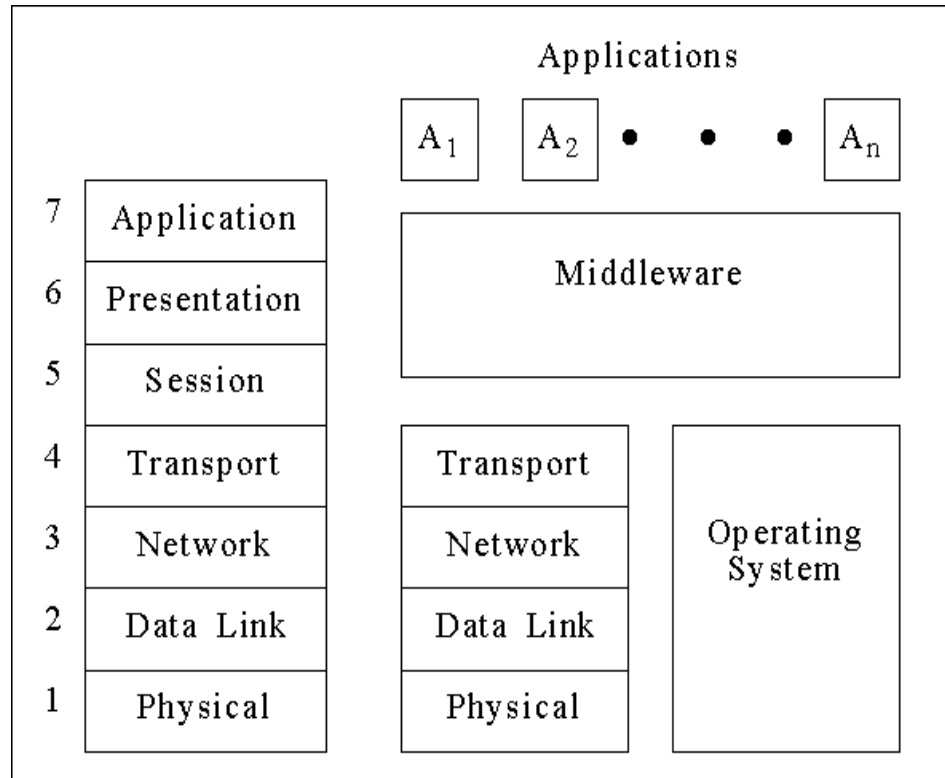 Applications
A1
A2
An
7
Application
6
Presentation
5
Session
4
Transport
3
Network
2
Data Link
1
Physical
Middleware
Transport
Network
Data Link
Physical
Operating
System